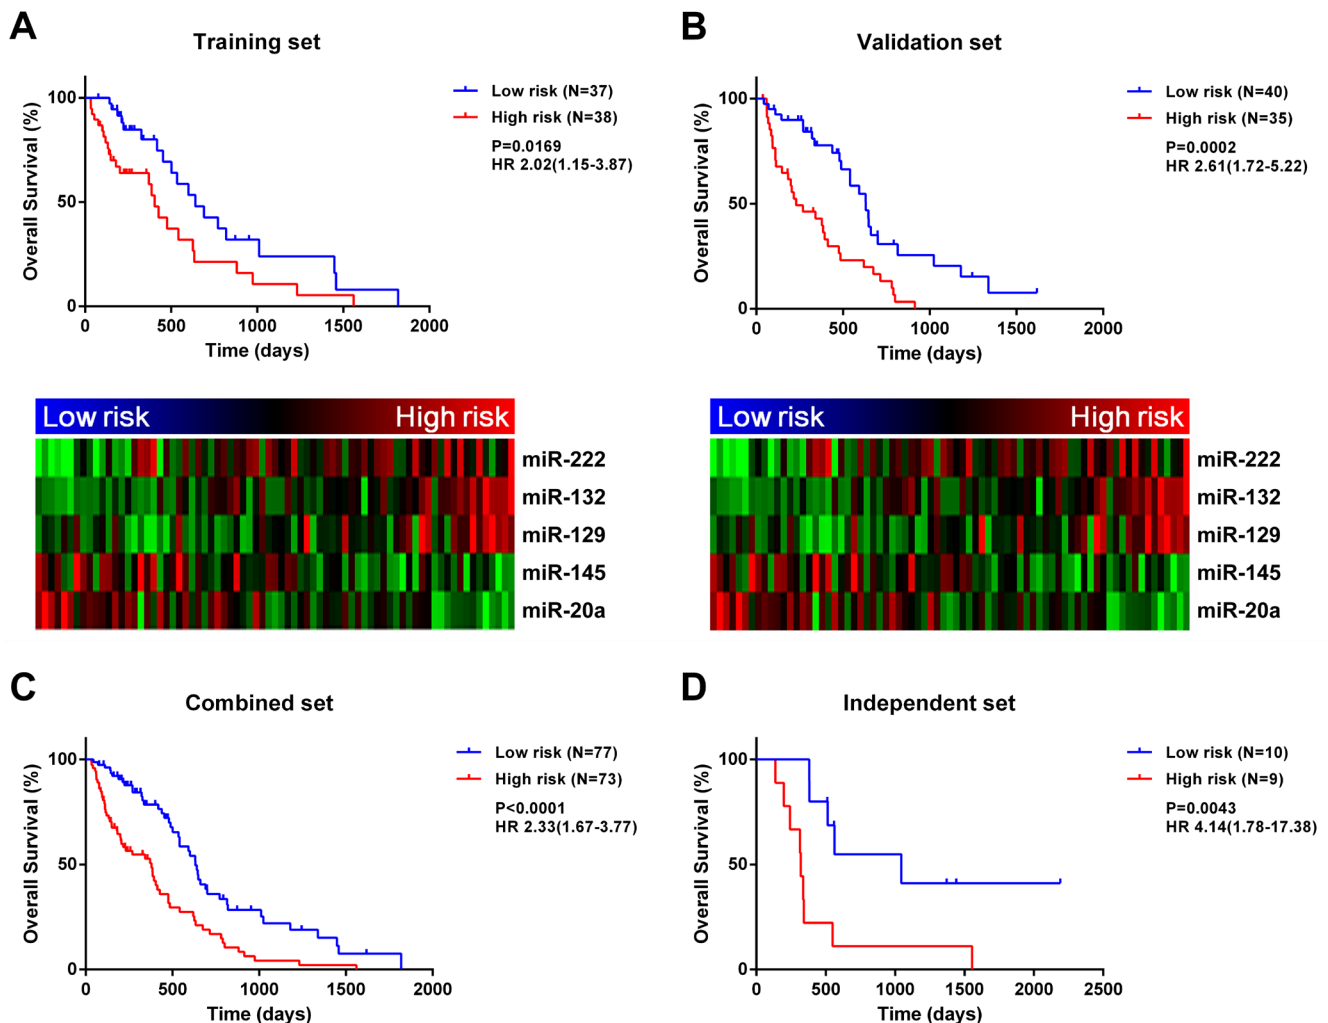 A
Training set
Overall Survival (%)
100
50
0
0 500 1000 1500 2000
Time (days)
Low risk (N=37)
High risk (N=38)
P=0.0169
HR 2.02(1.15-3.87)
Low risk High risk
miR-222
miR-132
miR-129
miR-145
miR-20a
B
Validation set
Overall Survival (%)
100
50
0
0 500 1000 1500 2000
Time (days)
Low risk (N=40)
High risk (N=35)
P=0.0002
HR 2.61(1.72-5.22)
Low risk High risk
miR-222
miR-132
miR-129
miR-145
miR-20a
C
Combined set
Overall Survival (%)
100
50
0
0 500 1000 1500 2000
Time (days)
Low risk (N=77)
High risk (N=73)
P<0.0001
HR 2.33(1.67-3.77)
D
Independent set
Overall Survival (%)
100
50
0
0 500 1000 1500 2000 2500
Time (days)
Low risk (N=10)
High risk (N=9)
P=0.0043
HR 4.14(1.78-17.38)